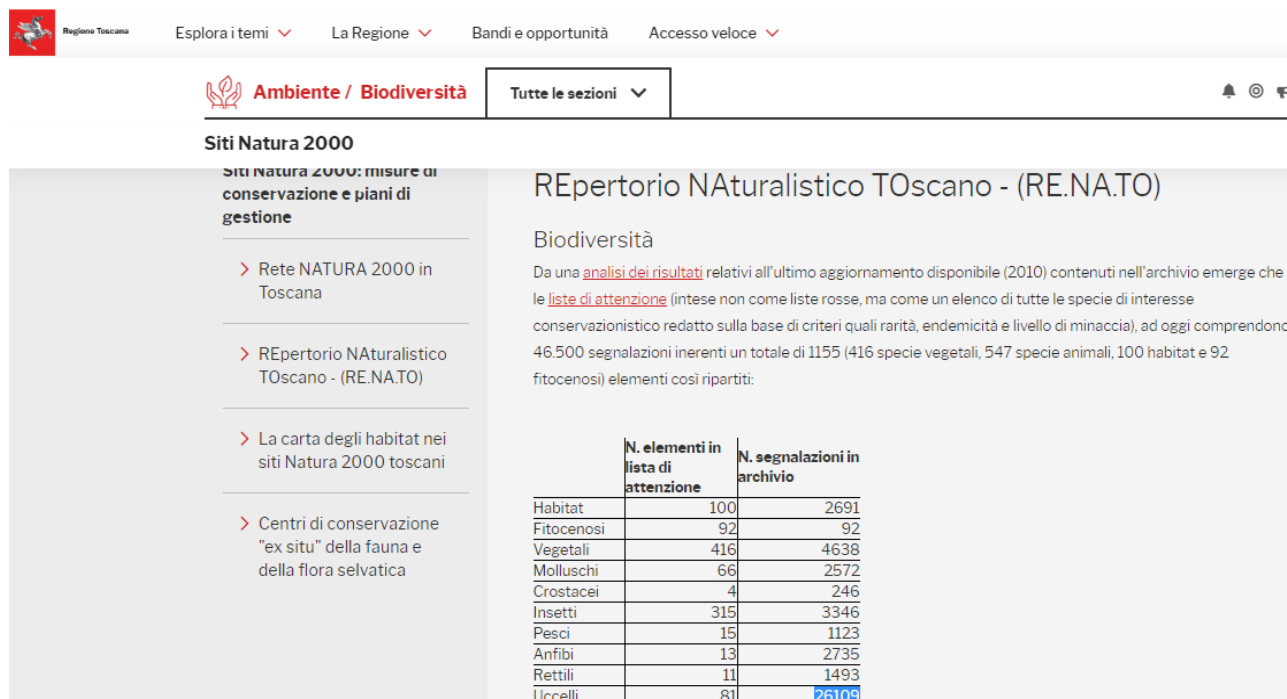 Regione Toscana
Esplora i temi
La Regione
Bandi e opportunità
Accesso veloce
Ambiente / Biodiversità
Tutte le sezioni
Siti Natura 2000
Siti Natura 2000: misure di
conservazione e piani di
gestione
Rete NATURA 2000 in
Toscana
REpertorio NAturalistico
TOscano - (RE.NA.TO)
La carta degli habitat nei
siti Natura 2000 toscani
Centri di conservazione
"ex situ" della fauna e
della flora selvatica
REpertorio NAturalistico TOscano - (RE.NA.TO)
Biodiversità
Da una analisi dei risultati relativi all'ultimo aggiornamento disponibile (2010) contenuti nell'archivio emerge che
le liste di attenzione (intese non come liste rosse, ma come un elenco di tutte le specie di interesse
conservazionistico redatto sulla base di criteri quali rarità, endemicità e livello di minaccia), ad oggi comprendono
46.500 segnalazioni inerenti un totale di 1155 (416 specie vegetali, 547 specie animali, 100 habitat e 92
fitocenosi) elementi così ripartiti:
N. elementi in lista di attenzione N. segnalazioni in archivio
Habitat 100 2691
Fitocenosi 92 92
Vegetali 416 4638
Molluschi 66 2572
Crostacei 4 246
Insetti 315 3346
Pesci 15 1123
Anfibi 13 2735
Rettili 11 1493
Uccelli 81 26109